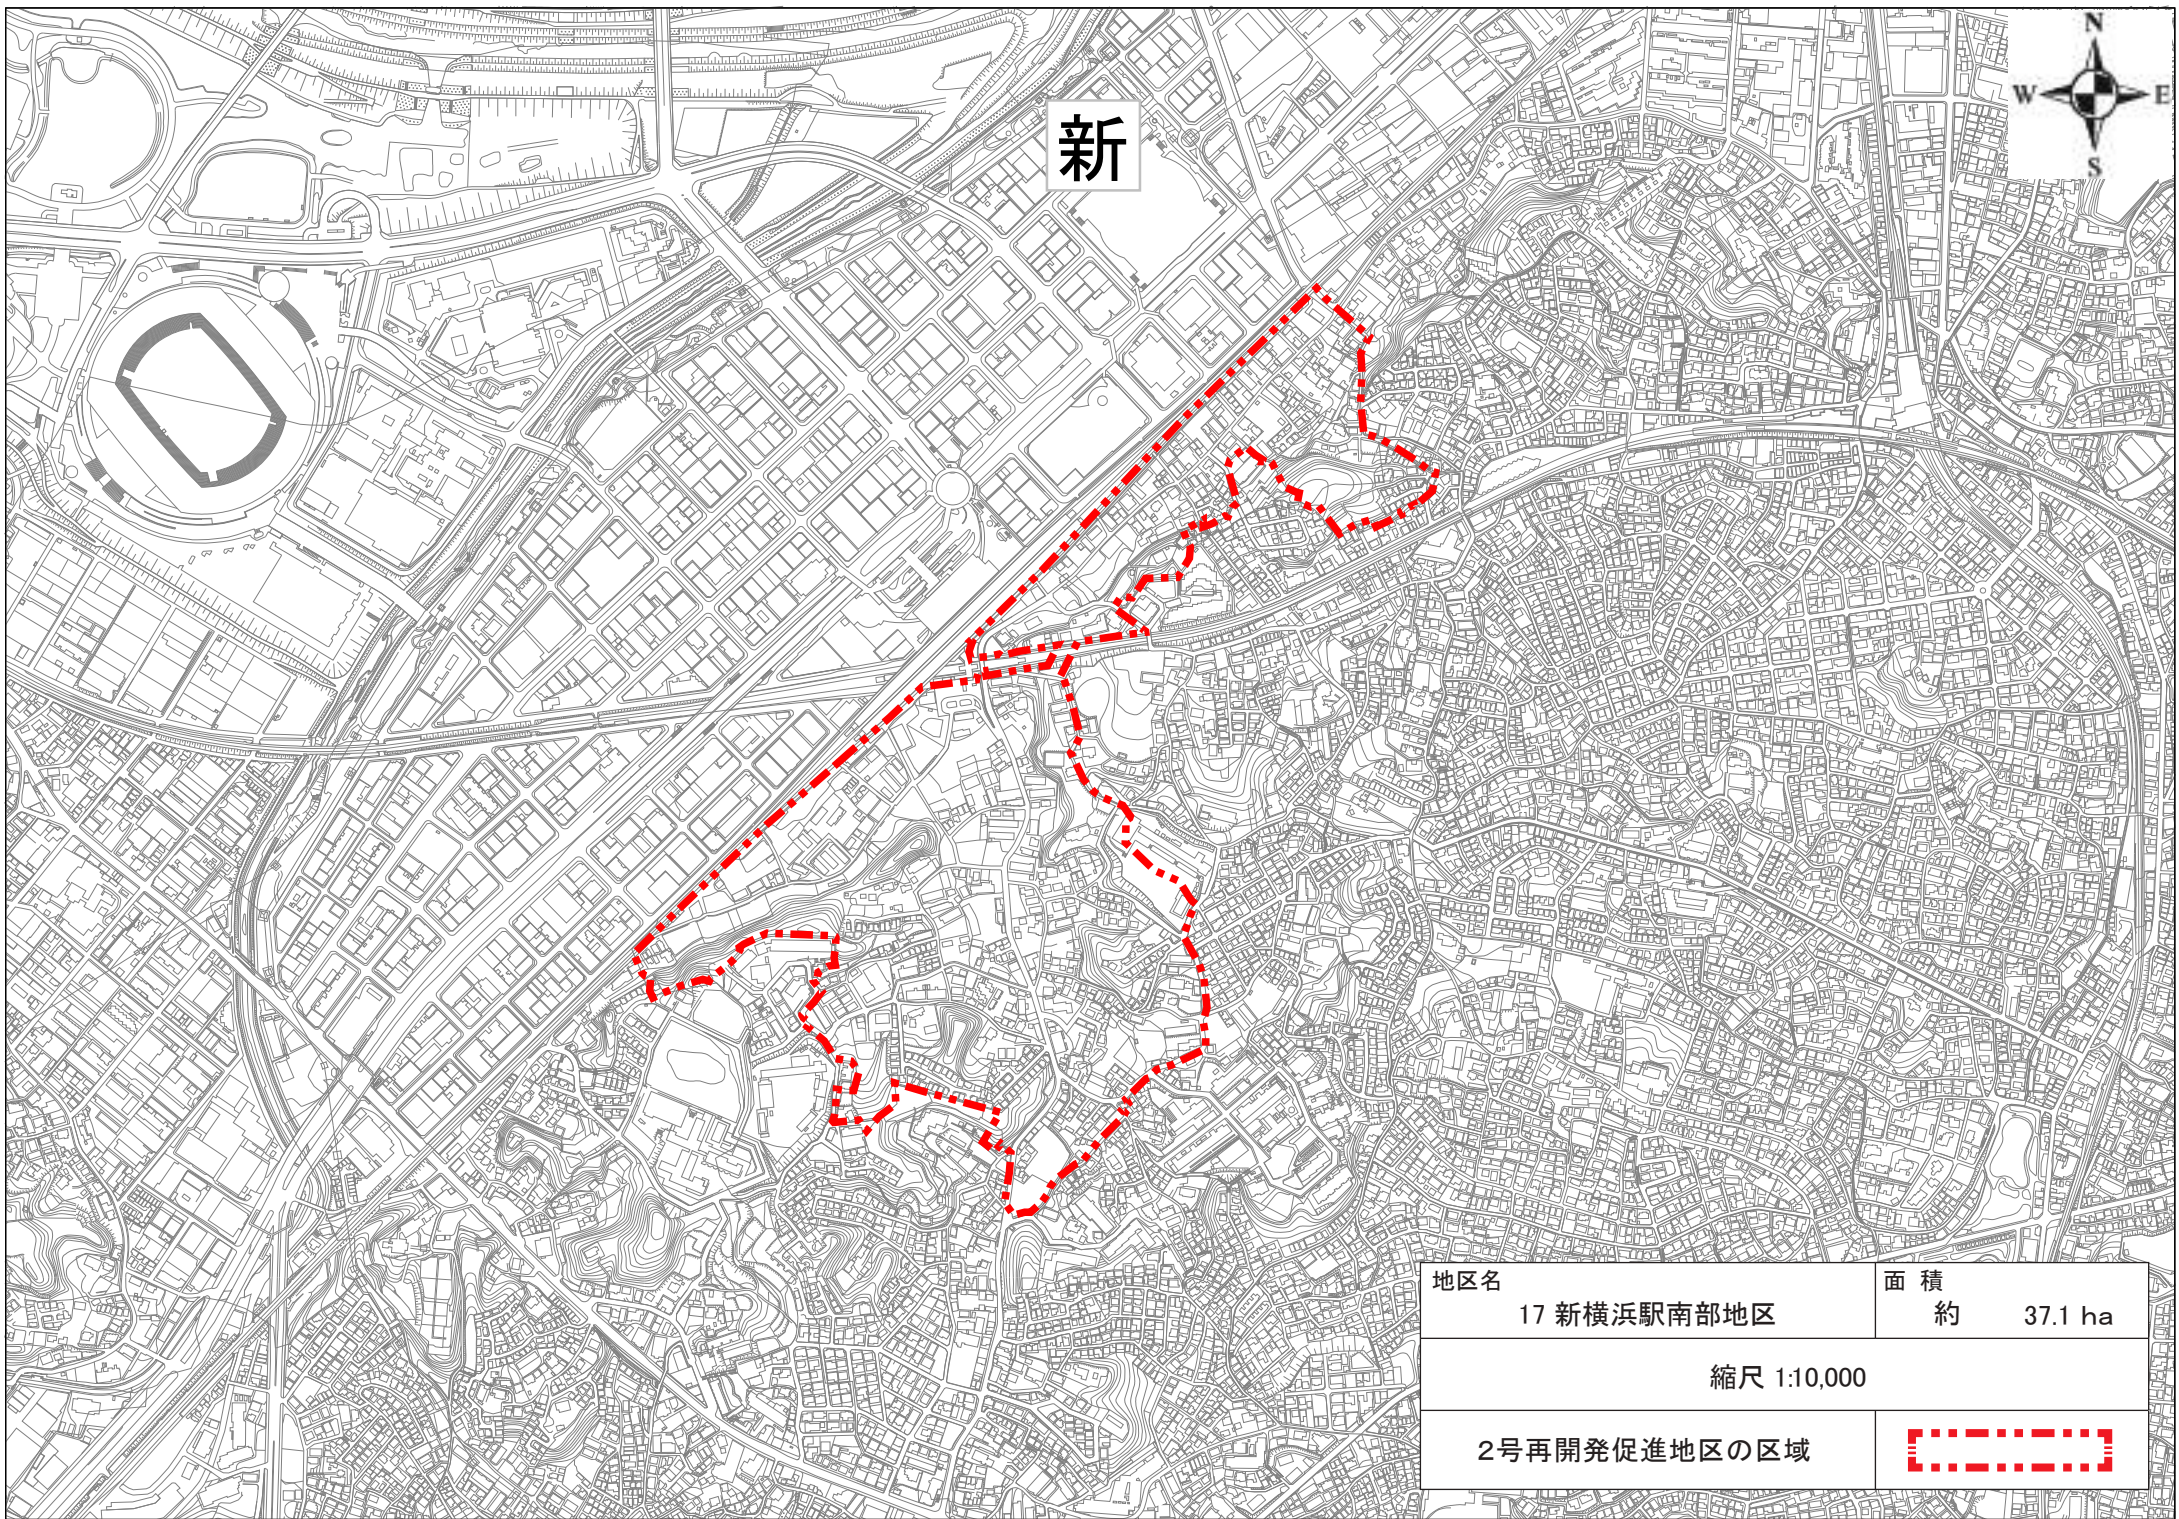 N
W E
S
新
地区名
17 新横浜駅南部地区
面 積
約 37.1 ha
縮尺 1:10,000
2号再開発促進地区の区域